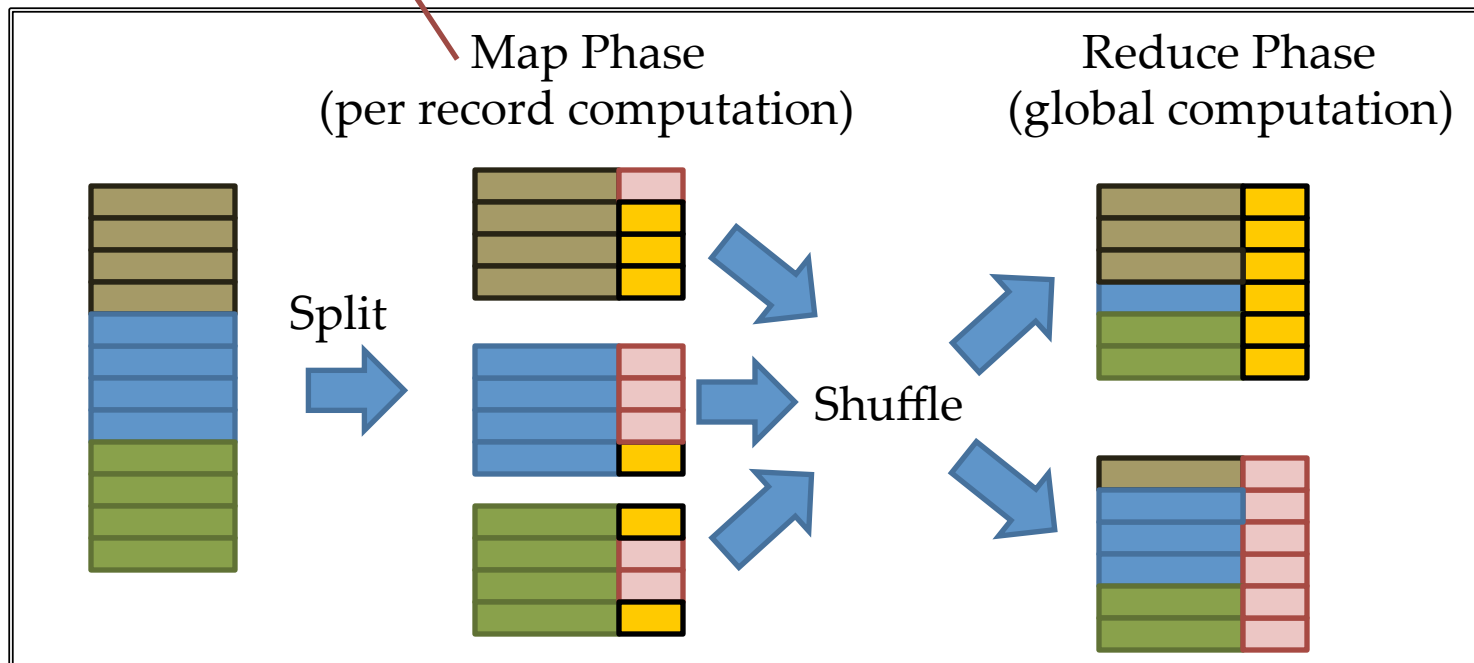 Map Phase
(per record computation)
Reduce Phase
(global computation)
Split
Shuffle